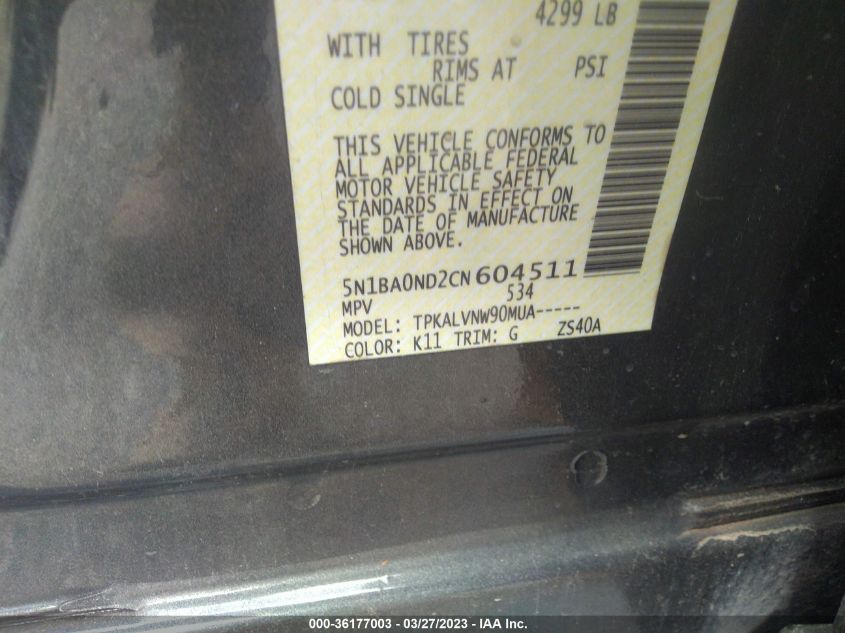 4299 LB
WITH TIRES
RIMS AT PSI
COLD SINGLE
THIS VEHICLE CONFORMS TO
ALL APPLICABLE FEDERAL
MOTOR VEHICLE SAFETY
STANDARDS IN EFFECT ON
THE DATE OF MANUFACTURE
SHOWN ABOVE.
5N1BA0ND2CN604511
MPV 534
MODEL: TPKALVNW90MUA-----
COLOR: K11 TRIM: G ZS40A
000-36177003 / 03/27/2023 - IAA Inc.